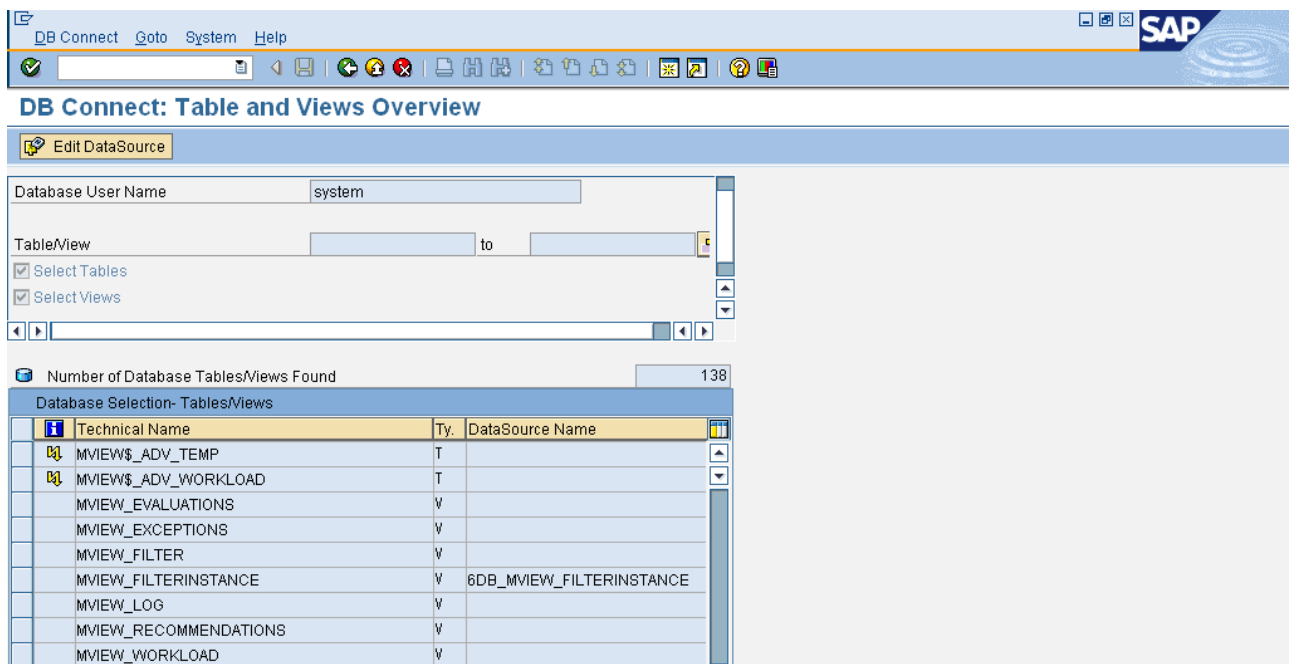 SAP
DB Connect Goto System Help
DB Connect: Table and Views Overview
Edit DataSource
Database User Name system
Table/View to
Select Tables
Select Views
Number of Database Tables/Views Found 138
Database Selection- Tables/Views
Technical Name Ty. DataSource Name
MVIEW$_ADV_TEMP T
MVIEW$_ADV_WORKLOAD T
MVIEW_EVALUATIONS V
MVIEW_EXCEPTIONS V
MVIEW_FILTER V
MVIEW_FILTERINSTANCE V 6DB_MVIEW_FILTERINSTANCE
MVIEW_LOG V
MVIEW_RECOMMENDATIONS V
MVIEW_WORKLOAD V